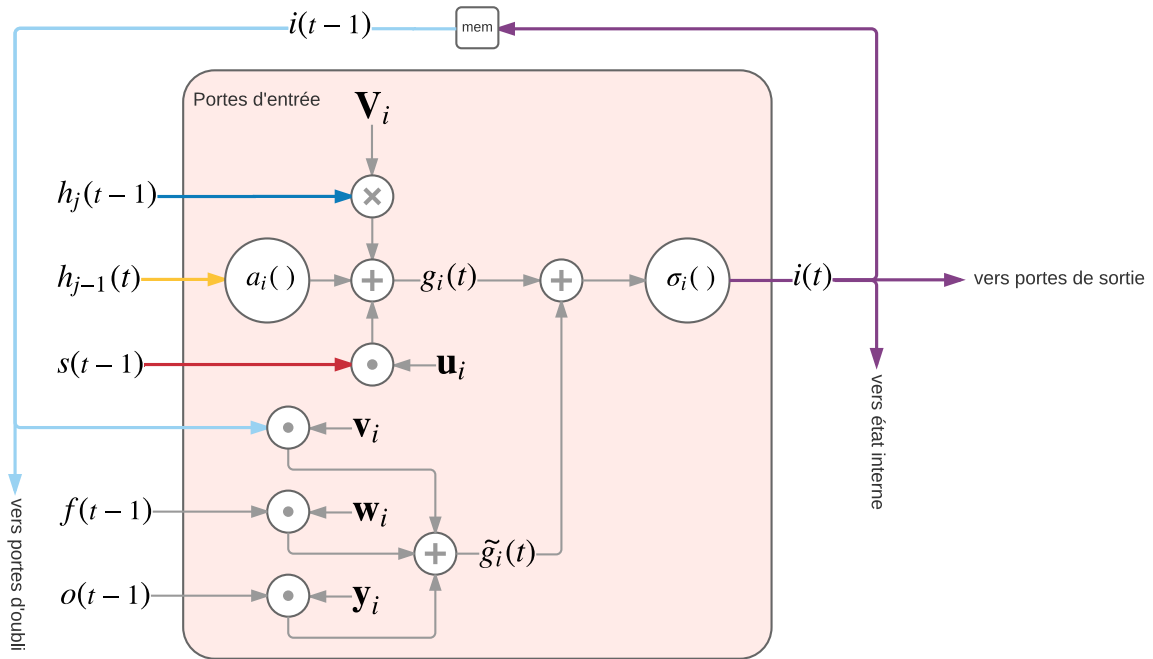 i(t − 1)
mem
Portes d'entrée
V_i
h_j(t − 1)
×
h_{j−1}(t)
a_i( )
+
g_i(t)
+
σ_i( )
i(t)
vers portes de sortie
s(t − 1)
u_i
v_i
vers état interne
f(t − 1)
w_i
+
g̃_i(t)
o(t − 1)
y_i
vers portes d'oubli